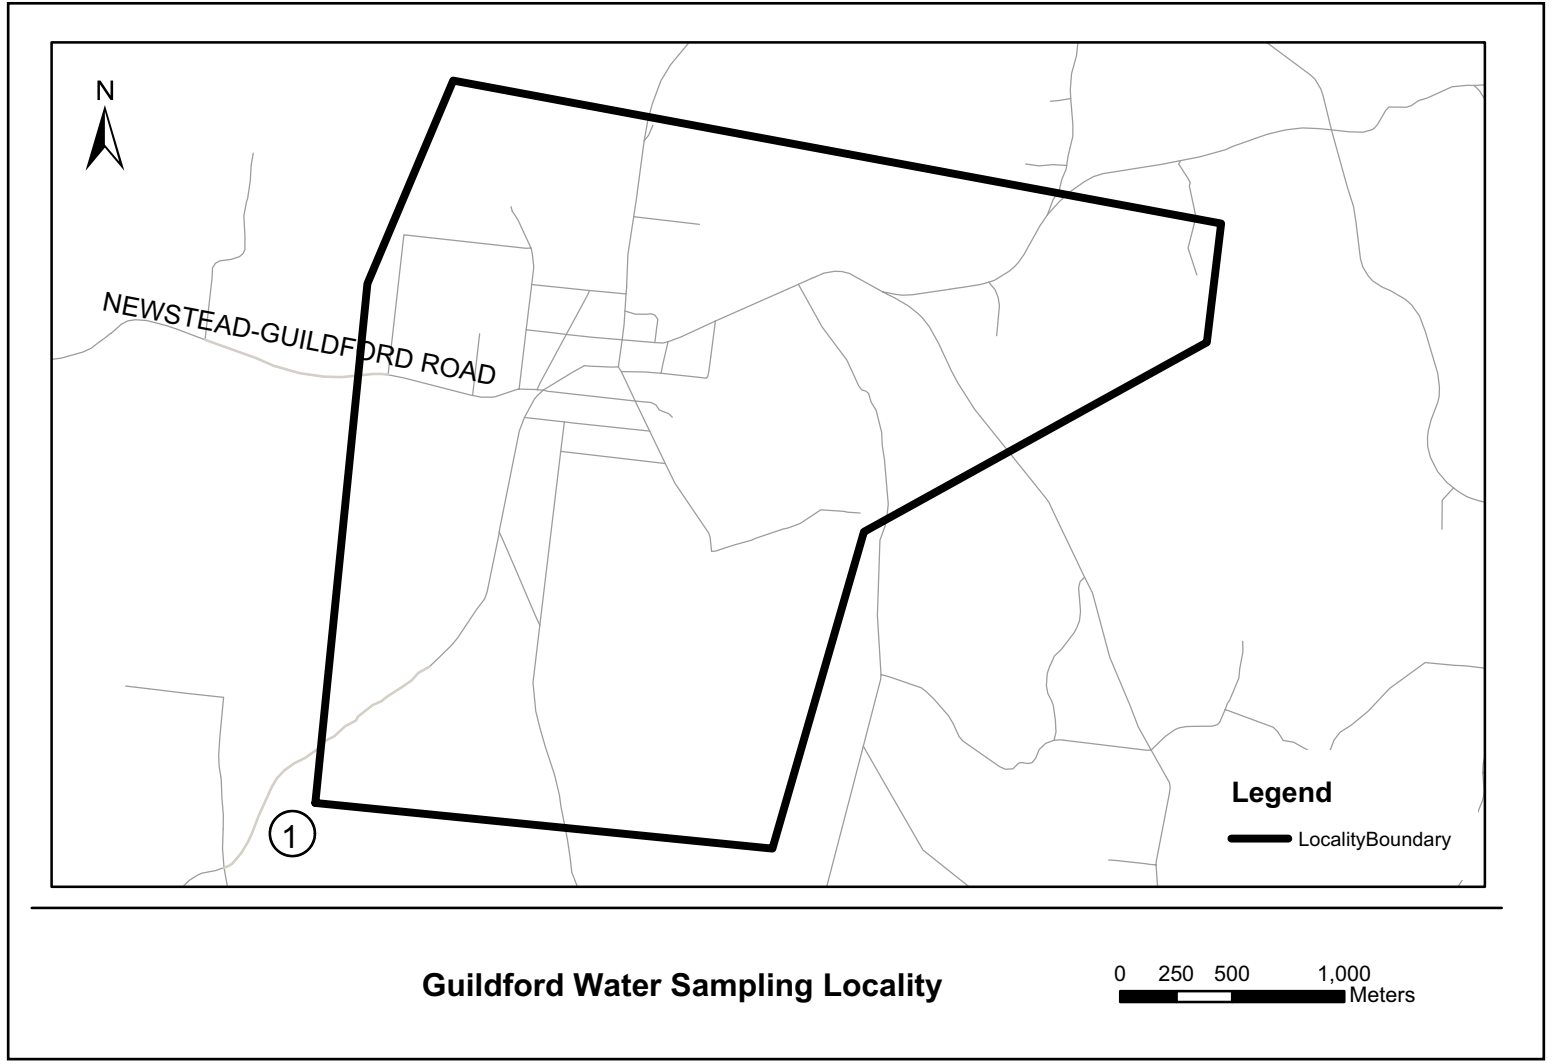 N
NEWSTEAD-GUILDFORD ROAD
1
Legend
LocalityBoundary
Guildford Water Sampling Locality
0 250 500 1,000
Meters